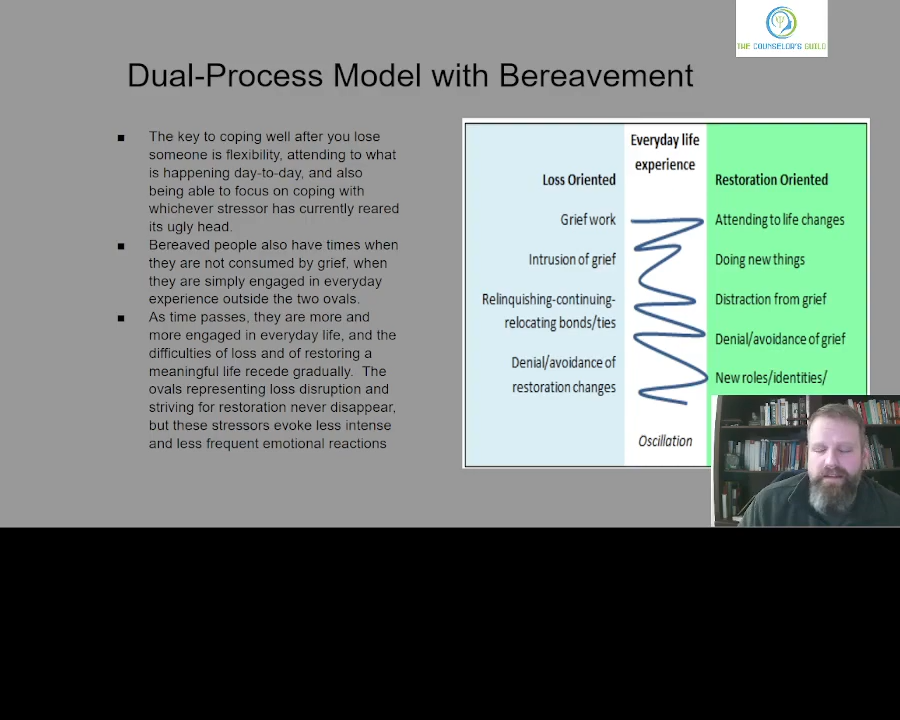 THE COUNSELOR'S GUILD
Dual-Process Model with Bereavement
The key to coping well after you lose
someone is flexibility, attending to what
is happening day-to-day, and also
being able to focus on coping with
whichever stressor has currently reared
its ugly head.
Bereaved people also have times when
they are not consumed by grief, when
they are simply engaged in everyday
experience outside the two ovals.
As time passes, they are more and
more engaged in everyday life, and the
difficulties of loss and of restoring a
meaningful life recede gradually. The
ovals representing loss disruption and
striving for restoration never disappear,
but these stressors evoke less intense
and less frequent emotional reactions
Loss Oriented
Grief work
Intrusion of grief
Relinquishing-continuing-
relocating bonds/ties
Denial/avoidance of
restoration changes
Everyday life
experience
Oscillation
Restoration Oriented
Attending to life changes
Doing new things
Distraction from grief
Denial/avoidance of grief
New roles/identities/